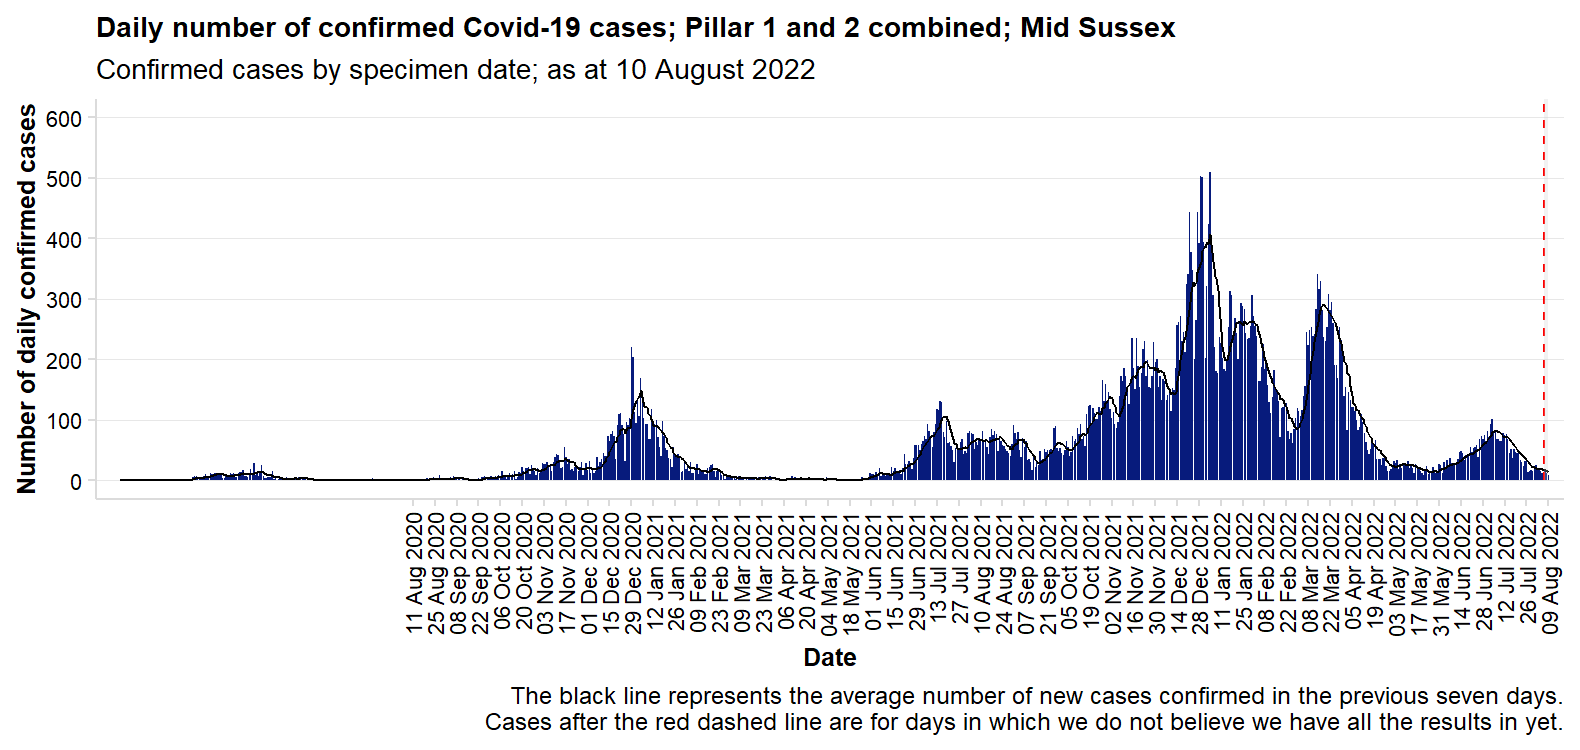 Daily number of confirmed Covid-19 cases; Pillar 1 and 2 combined; Mid Sussex
Confirmed cases by specimen date; as at 10 August 2022
Number of daily confirmed cases
600
500
400
300
200
100
0
11 Aug 2020
25 Aug 2020
08 Sep 2020
22 Sep 2020
06 Oct 2020
20 Oct 2020
03 Nov 2020
17 Nov 2020
01 Dec 2020
15 Dec 2020
29 Dec 2020
12 Jan 2021
26 Jan 2021
09 Feb 2021
23 Feb 2021
09 Mar 2021
23 Mar 2021
06 Apr 2021
20 Apr 2021
04 May 2021
18 May 2021
01 Jun 2021
15 Jun 2021
29 Jun 2021
13 Jul 2021
27 Jul 2021
10 Aug 2021
24 Aug 2021
07 Sep 2021
21 Sep 2021
05 Oct 2021
19 Oct 2021
02 Nov 2021
16 Nov 2021
30 Nov 2021
14 Dec 2021
28 Dec 2021
11 Jan 2022
25 Jan 2022
08 Feb 2022
22 Feb 2022
08 Mar 2022
22 Mar 2022
05 Apr 2022
19 Apr 2022
03 May 2022
17 May 2022
31 May 2022
14 Jun 2022
28 Jun 2022
12 Jul 2022
26 Jul 2022
09 Aug 2022
Date
The black line represents the average number of new cases confirmed in the previous seven days.
Cases after the red dashed line are for days in which we do not believe we have all the results in yet.